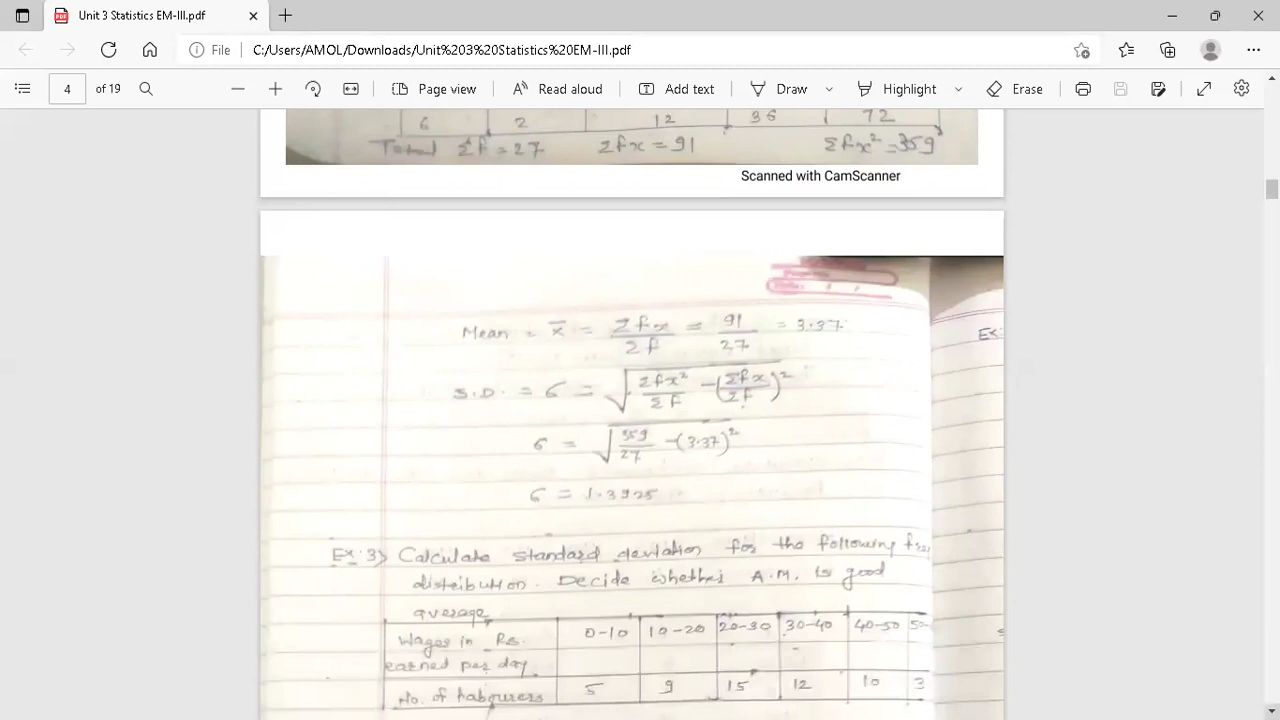 Unit 3 Statistics EM-III.pdf
File C:/Users/AMOL/Downloads/Unit%203%20Statistics%20EM-III.pdf
4 of 19 Page view Read aloud Add text Draw Highlight Erase
6 2 12 36 72
Total Σf = 27 Σfx = 91 Σfx² = 359
Scanned with CamScanner
Mean = x̄ = Σfx/Σf = 91/27 = 3.37
S.D. = σ = √(Σfx²/Σf − (Σfx/Σf)²)
σ = √(359/27 − (3.37)²)
σ = 1.3925
Ex:3) Calculate standard deviation for the following
distribution. Decide whether A.M. is good
average.
Wages in Rs. earned per day 0-10 10-20 20-30 30-40 40-50
No. of labourers 5 9 15 12 10 3